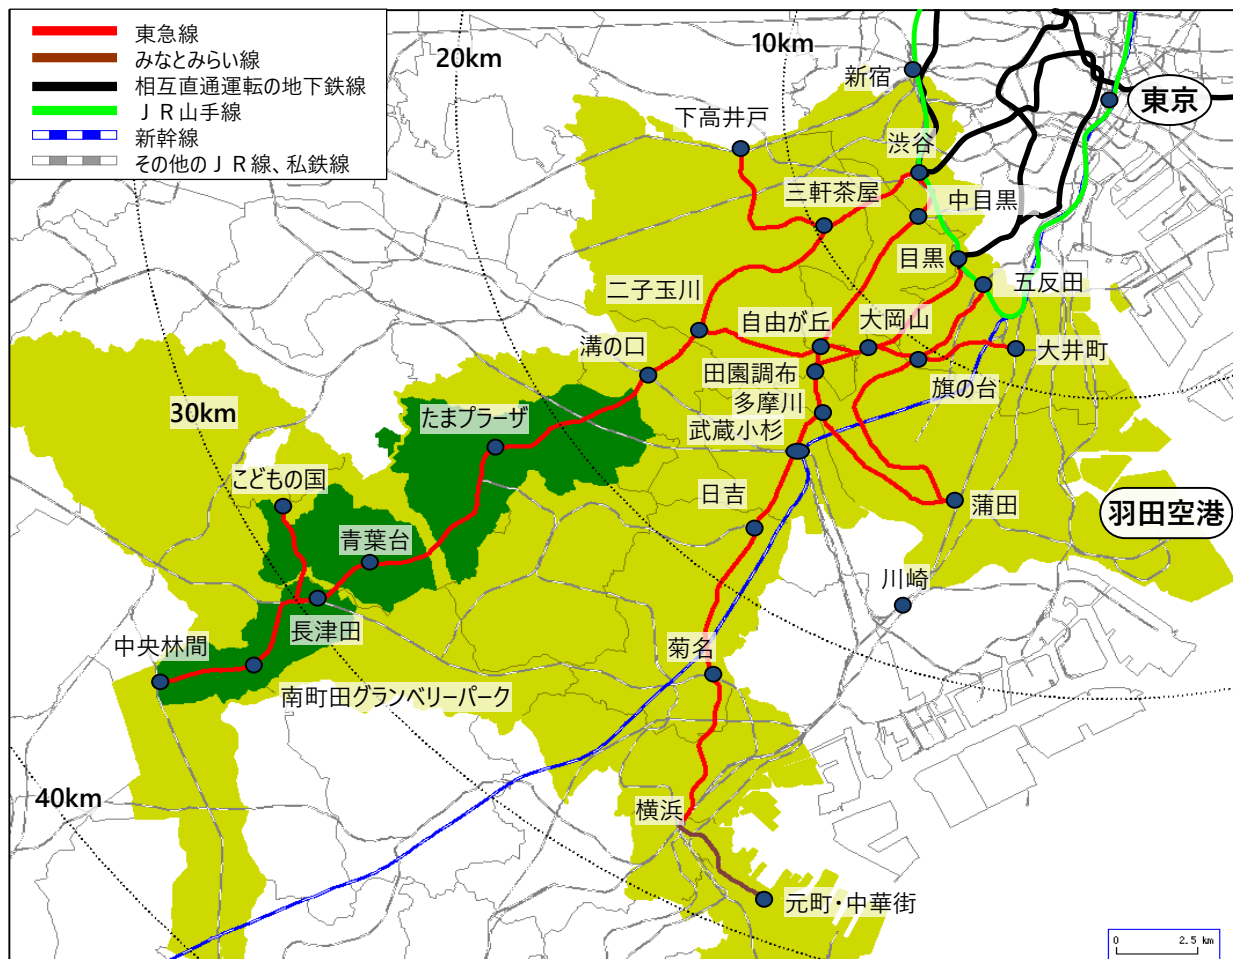 東急線
みなとみらい線
相互直通運転の地下鉄線
ＪＲ山手線
新幹線
その他のＪＲ線、私鉄線
20km
10km
新宿
東京
下高井戸
渋谷
三軒茶屋
中目黒
目黒
五反田
二子玉川
自由が丘
大岡山
溝の口
大井町
田園調布
旗の台
30km
たまプラーザ
多摩川
武蔵小杉
こどもの国
日吉
蒲田
羽田空港
青葉台
川崎
長津田
中央林間
菊名
南町田グランベリーパーク
40km
横浜
元町・中華街
0 2.5 km